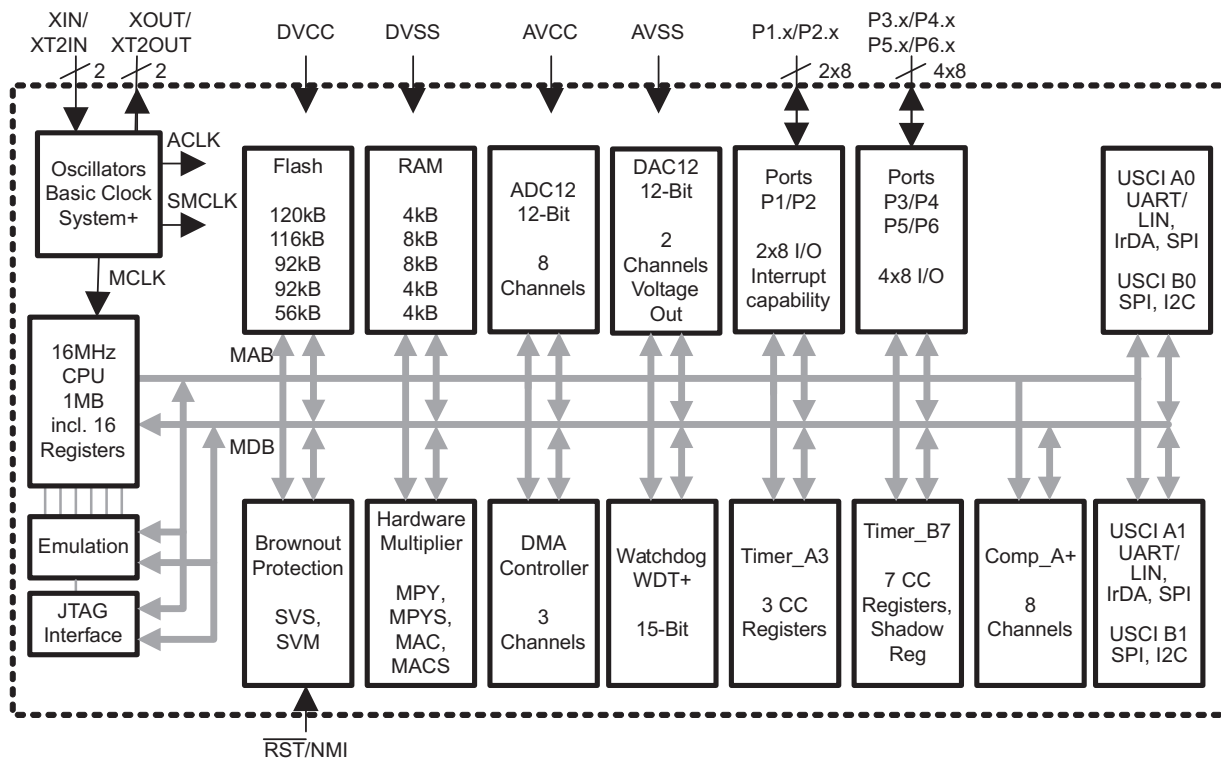 XIN/
XT2IN
2
XOUT/
XT2OUT
2
DVCC
DVSS
AVCC
AVSS
P1.x/P2.x
2x8
P3.x/P4.x
P5.x/P6.x
4x8
Oscillators
Basic Clock
System+
ACLK
SMCLK
MCLK
Flash
120kB
116kB
92kB
92kB
56kB
RAM
4kB
8kB
8kB
4kB
4kB
ADC12
12-Bit
8
Channels
DAC12
12-Bit
2
Channels
Voltage
Out
Ports
P1/P2
2x8 I/O
Interrupt
capability
Ports
P3/P4
P5/P6
4x8 I/O
USCI A0
UART/
LIN,
IrDA, SPI
USCI B0
SPI, I2C
16MHz
CPU
1MB
incl. 16
Registers
MAB
MDB
Emulation
JTAG
Interface
Brownout
Protection
SVS,
SVM
Hardware
Multiplier
MPY,
MPYS,
MAC,
MACS
DMA
Controller
3
Channels
Watchdog
WDT+
15-Bit
Timer_A3
3 CC
Registers
Timer_B7
7 CC
Registers,
Shadow
Reg
Comp_A+
8
Channels
USCI A1
UART/
LIN,
IrDA, SPI
USCI B1
SPI, I2C
RST/NMI